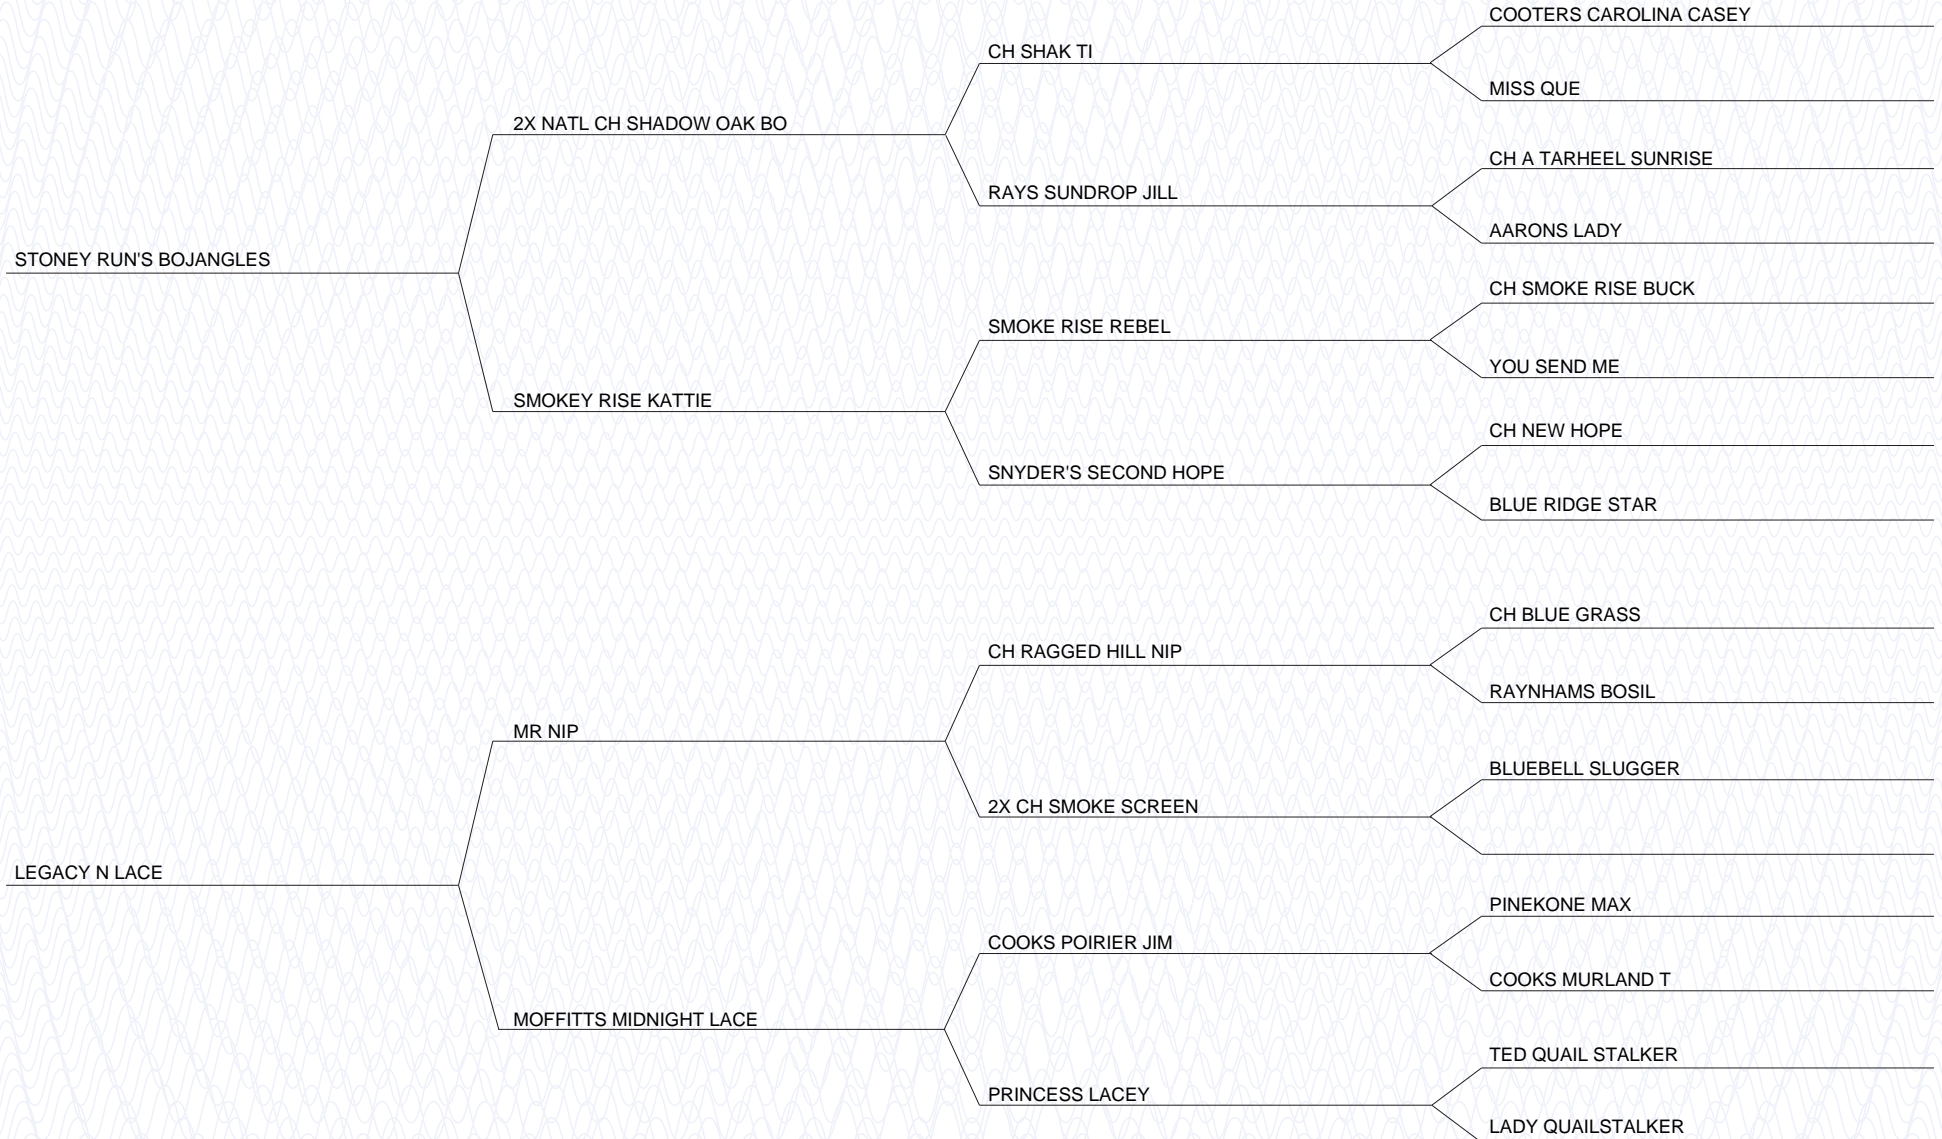 COOTERS CAROLINA CASEY
CH SHAK TI
MISS QUE
2X NATL CH SHADOW OAK BO
CH A TARHEEL SUNRISE
RAYS SUNDROP JILL
AARONS LADY
STONEY RUN'S BOJANGLES
CH SMOKE RISE BUCK
SMOKE RISE REBEL
YOU SEND ME
SMOKEY RISE KATTIE
CH NEW HOPE
SNYDER'S SECOND HOPE
BLUE RIDGE STAR
CH BLUE GRASS
CH RAGGED HILL NIP
RAYNHAMS BOSIL
MR NIP
BLUEBELL SLUGGER
2X CH SMOKE SCREEN
LEGACY N LACE
PINEKONE MAX
COOKS POIRIER JIM
COOKS MURLAND T
MOFFITTS MIDNIGHT LACE
TED QUAIL STALKER
PRINCESS LACEY
LADY QUAILSTALKER